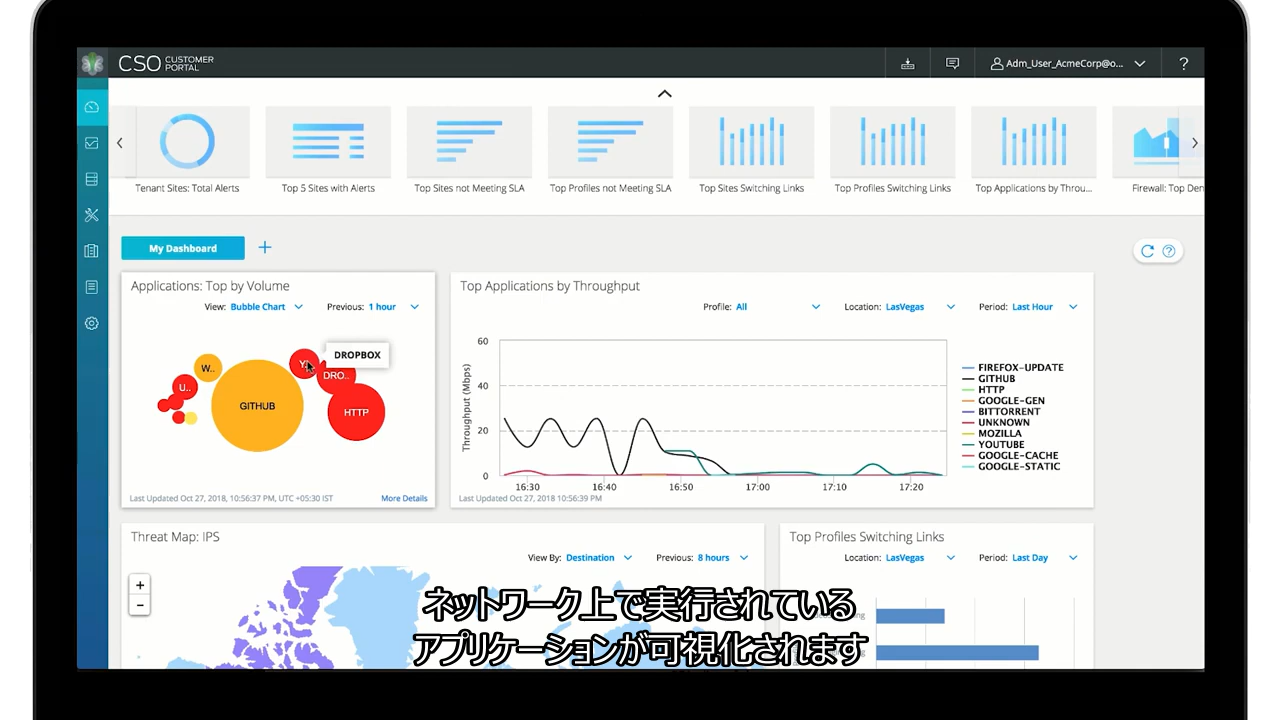 CSO CUSTOMER PORTAL
Adm_User_AcmeCorp@o...
?
Tenant Sites: Total Alerts
Top 5 Sites with Alerts
Top Sites not Meeting SLA
Top Profiles not Meeting SLA
Top Sites Switching Links
Top Profiles Switching Links
Top Applications by Throu...
Firewall: Top Den
My Dashboard
+
Applications: Top by Volume
View: Bubble Chart
Previous: 1 hour
DROPBOX
W..
Y.
DRO..
U..
GITHUB
HTTP
Last Updated Oct 27, 2018, 10:56:37 PM, UTC +05:30 IST
More Details
Top Applications by Throughput
Profile: All
Location: LasVegas
Period: Last Hour
Throughput (Mbps)
60
40
20
0
16:30
16:40
16:50
17:00
17:10
17:20
FIREFOX-UPDATE
GITHUB
HTTP
GOOGLE-GEN
BITTORRENT
UNKNOWN
MOZILLA
YOUTUBE
GOOGLE-CACHE
GOOGLE-STATIC
Last Updated Oct 27, 2018 10:56:39 PM
Threat Map: IPS
View By: Destination
Previous: 8 hours
+
−
Top Profiles Switching Links
Location: LasVegas
Period: Last Day
ネットワーク上で実行されている
アプリケーションが可視化されます